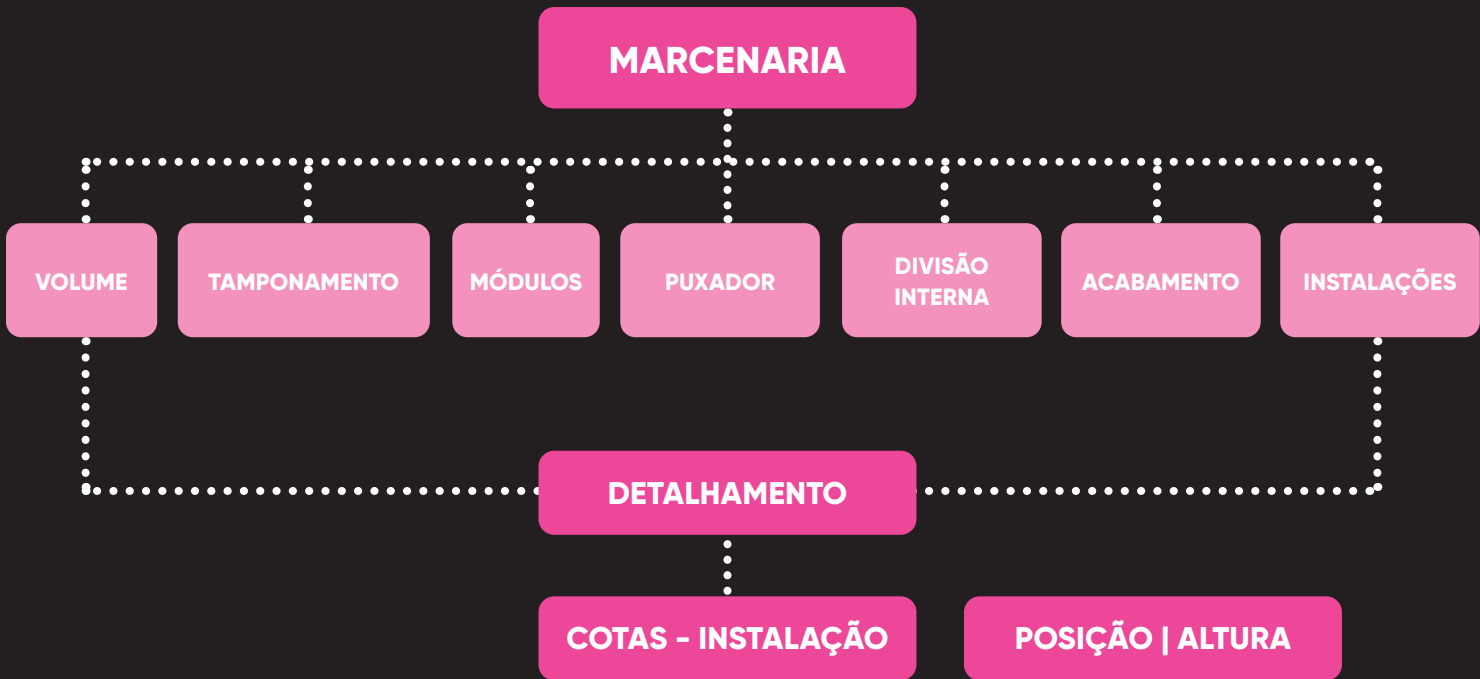 MARCENARIA
VOLUME
TAMPONAMENTO
MÓDULOS
PUXADOR
DIVISÃO
INTERNA
ACABAMENTO
INSTALAÇÕES
DETALHAMENTO
COTAS - INSTALAÇÃO
POSIÇÃO | ALTURA